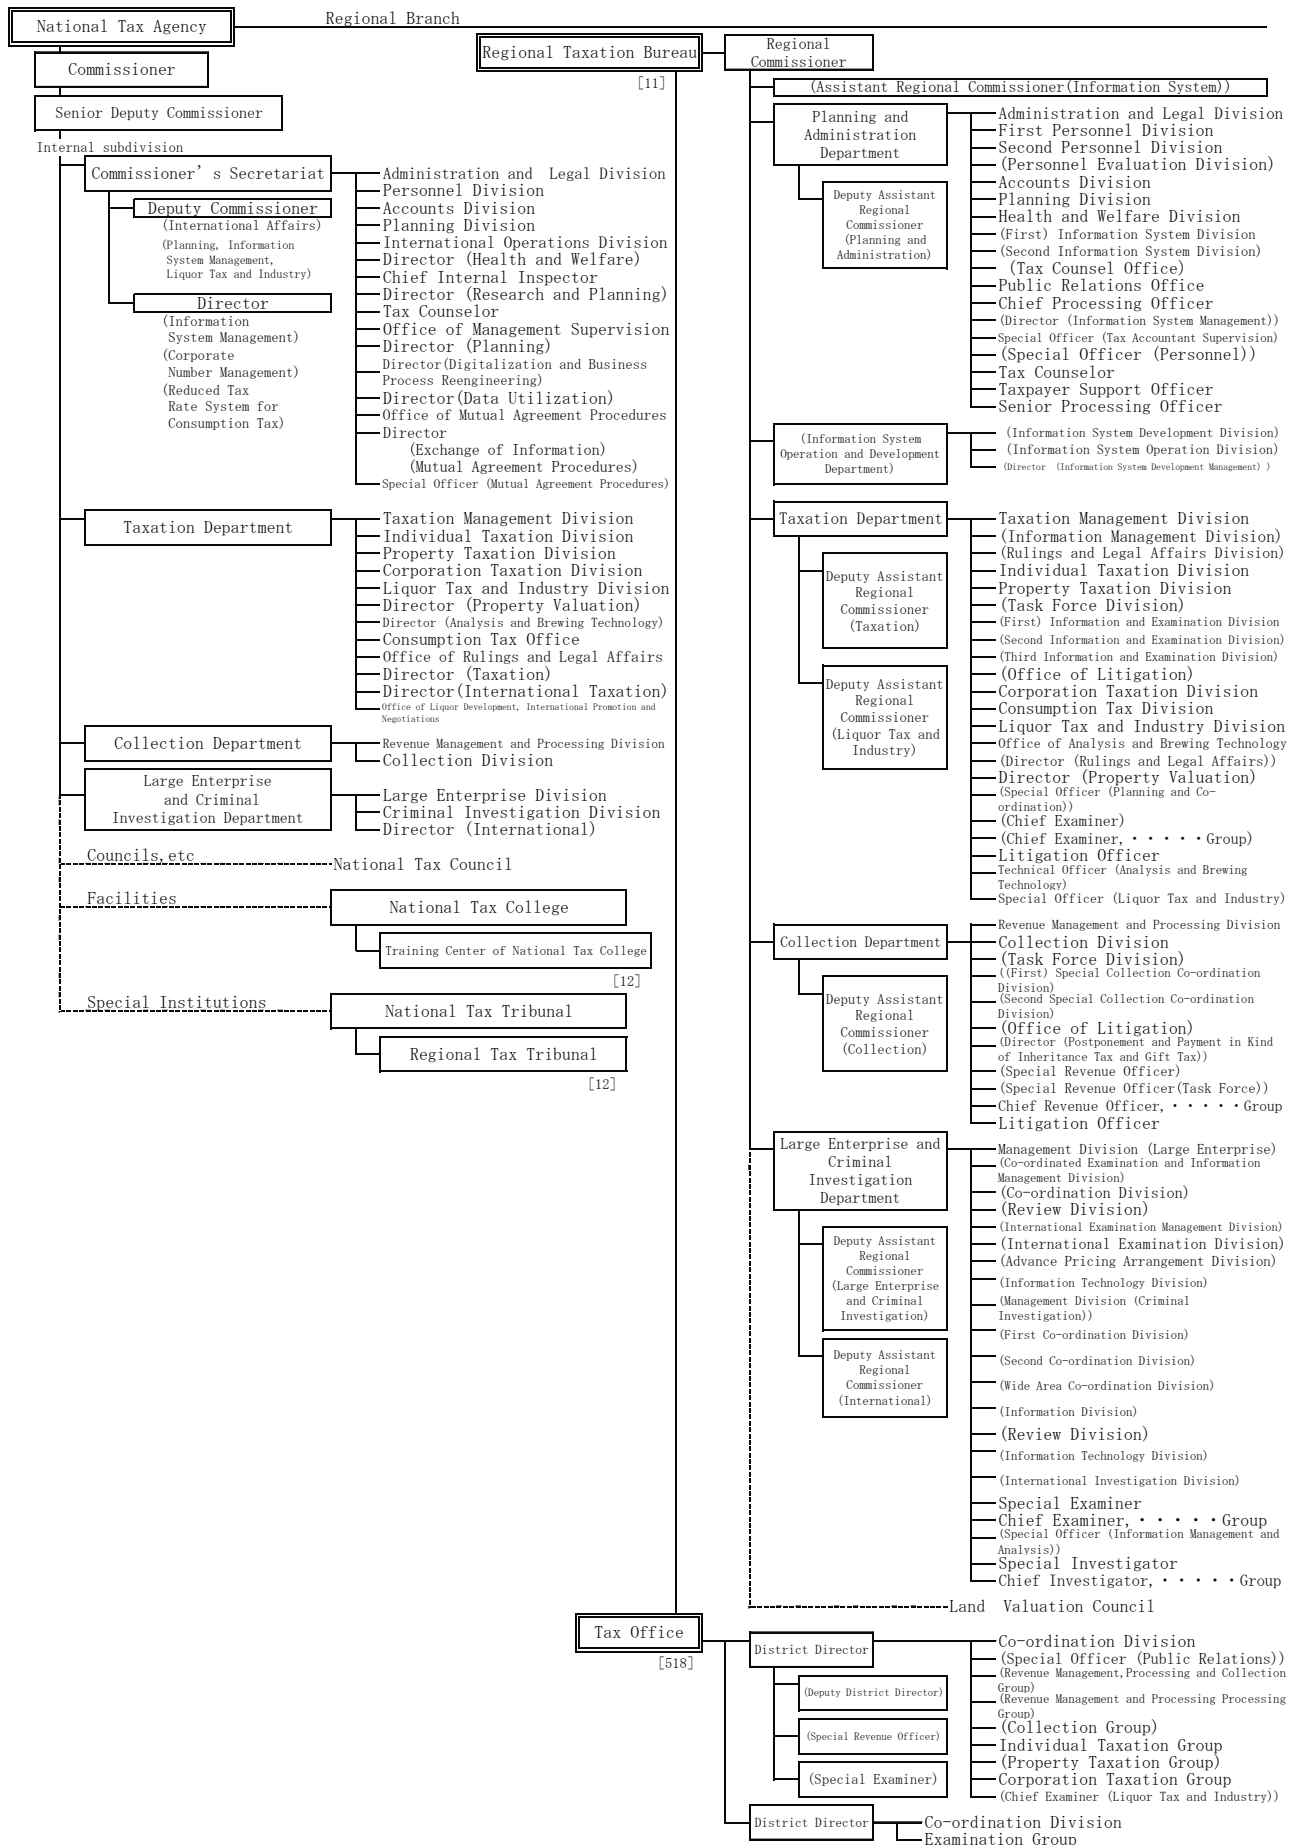 National Tax Agency
Regional Branch
Commissioner
Senior Deputy Commissioner
Internal subdivision
Commissioner’s Secretariat
Deputy Commissioner
(International Affairs)
(Planning, Information
System Management,
Liquor Tax and Industry)
Director
(Information
System Management)
(Corporate
Number Management)
(Reduced Tax
Rate System for
Consumption Tax)
Administration and Legal Division
Personnel Division
Accounts Division
Planning Division
International Operations Division
Director (Health and Welfare)
Chief Internal Inspector
Director (Research and Planning)
Tax Counselor
Office of Management Supervision
Director (Planning)
Director(Digitalization and Business
Process Reengineering)
Director(Data Utilization)
Office of Mutual Agreement Procedures
Director
(Exchange of Information)
(Mutual Agreement Procedures)
Special Officer (Mutual Agreement Procedures)
Taxation Department
Taxation Management Division
Individual Taxation Division
Property Taxation Division
Corporation Taxation Division
Liquor Tax and Industry Division
Director (Property Valuation)
Director (Analysis and Brewing Technology)
Consumption Tax Office
Office of Rulings and Legal Affairs
Director (Taxation)
Director(International Taxation)
Office of Liquor Development, International Promotion and
Negotiations
Collection Department
Revenue Management and Processing Division
Collection Division
Large Enterprise
and Criminal
Investigation Department
Large Enterprise Division
Criminal Investigation Division
Director (International)
Councils,etc
National Tax Council
Facilities
National Tax College
Training Center of National Tax College
[12]
Special Institutions
National Tax Tribunal
Regional Tax Tribunal
[12]
Regional Taxation Bureau
[11]
Regional
Commissioner
(Assistant Regional Commissioner(Information System))
Planning and
Administration
Department
Deputy Assistant
Regional
Commissioner
(Planning and
Administration)
Administration and Legal Division
First Personnel Division
Second Personnel Division
(Personnel Evaluation Division)
Accounts Division
Planning Division
Health and Welfare Division
(First) Information System Division
(Second Information System Division)
(Tax Counsel Office)
Public Relations Office
Chief Processing Officer
(Director (Information System Management))
Special Officer (Tax Accountant Supervision)
(Special Officer (Personnel))
Tax Counselor
Taxpayer Support Officer
Senior Processing Officer
(Information System
Operation and Development
Department)
(Information System Development Division)
(Information System Operation Division)
(Director (Information System Development Management) )
Taxation Department
Deputy Assistant
Regional
Commissioner
(Taxation)
Deputy Assistant
Regional
Commissioner
(Liquor Tax and
Industry)
Taxation Management Division
(Information Management Division)
(Rulings and Legal Affairs Division)
Individual Taxation Division
Property Taxation Division
(Task Force Division)
(First) Information and Examination Division
(Second Information and Examination Division)
(Third Information and Examination Division)
(Office of Litigation)
Corporation Taxation Division
Consumption Tax Division
Liquor Tax and Industry Division
Office of Analysis and Brewing Technology
(Director (Rulings and Legal Affairs))
Director (Property Valuation)
(Special Officer (Planning and Co-
ordination))
(Chief Examiner)
(Chief Examiner,・・・・・Group)
Litigation Officer
Technical Officer (Analysis and Brewing
Technology)
Special Officer (Liquor Tax and Industry)
Collection Department
Deputy Assistant
Regional
Commissioner
(Collection)
Revenue Management and Processing Division
Collection Division
(Task Force Division)
((First) Special Collection Co-ordination
Division)
(Second Special Collection Co-ordination
Division)
(Office of Litigation)
(Director (Postponement and Payment in Kind
of Inheritance Tax and Gift Tax))
(Special Revenue Officer)
(Special Revenue Officer(Task Force))
Chief Revenue Officer,・・・・・Group
Litigation Officer
Large Enterprise and
Criminal
Investigation
Department
Deputy Assistant
Regional
Commissioner
(Large Enterprise
and Criminal
Investigation)
Deputy Assistant
Regional
Commissioner
(International)
Management Division (Large Enterprise)
(Co-ordinated Examination and Information
Management Division)
(Co-ordination Division)
(Review Division)
(International Examination Management Division)
(International Examination Division)
(Advance Pricing Arrangement Division)
(Information Technology Division)
(Management Division (Criminal
Investigation))
(First Co-ordination Division)
(Second Co-ordination Division)
(Wide Area Co-ordination Division)
(Information Division)
(Review Division)
(Information Technology Division)
(International Investigation Division)
Special Examiner
Chief Examiner,・・・・・Group
(Special Officer (Information Management and
Analysis))
Special Investigator
Chief Investigator,・・・・・Group
Land Valuation Council
Tax Office
[518]
District Director
(Deputy District Director)
(Special Revenue Officer)
(Special Examiner)
Co-ordination Division
(Special Officer (Public Relations))
(Revenue Management,Processing and Collection
Group)
(Revenue Management and Processing Processing
Group)
(Collection Group)
Individual Taxation Group
(Property Taxation Group)
Corporation Taxation Group
(Chief Examiner (Liquor Tax and Industry))
District Director
Co-ordination Division
Examination Group